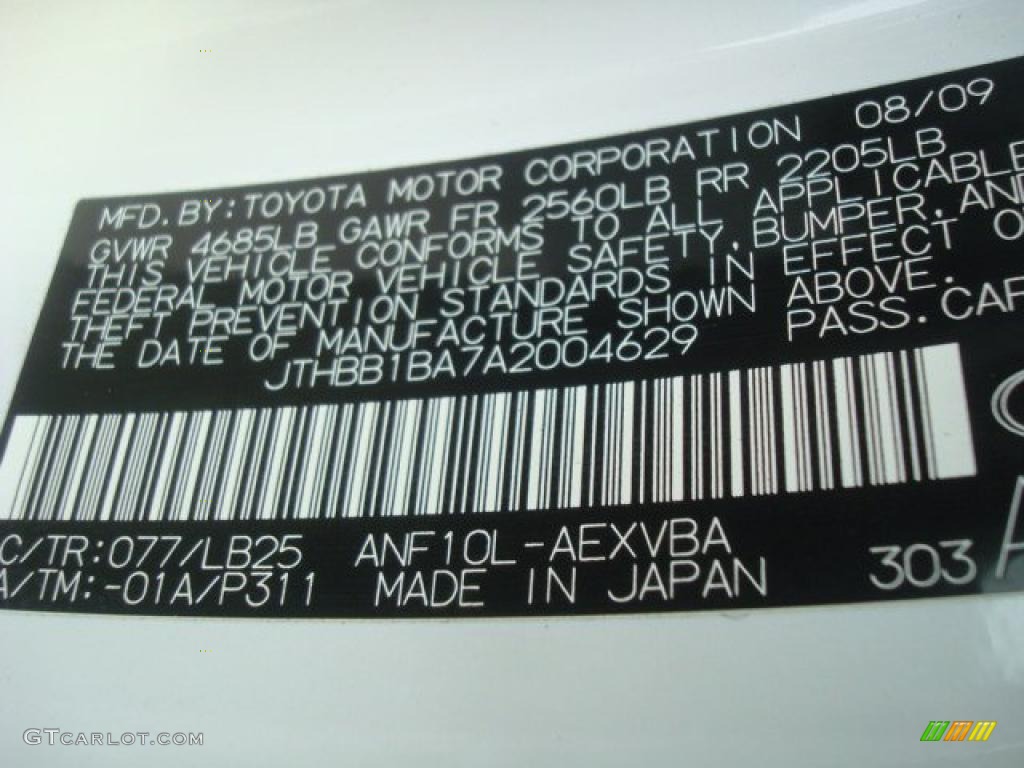 MFD.BY:TOYOTA MOTOR CORPORATION 08/09
GVWR 4685LB GAWR FR 2560LB RR 2205LB
THIS VEHICLE CONFORMS TO ALL APPLICABLE
FEDERAL MOTOR VEHICLE SAFETY,BUMPER,AND
THEFT PREVENTION STANDARDS IN EFFECT O
THE DATE OF MANUFACTURE SHOWN ABOVE.
JTHBB1BA7A2004629 PASS.CAR
C/TR:077/LB25 ANF10L-AEXVBA
A/TM:-01A/P311 MADE IN JAPAN 303
GTCARLOT.COM